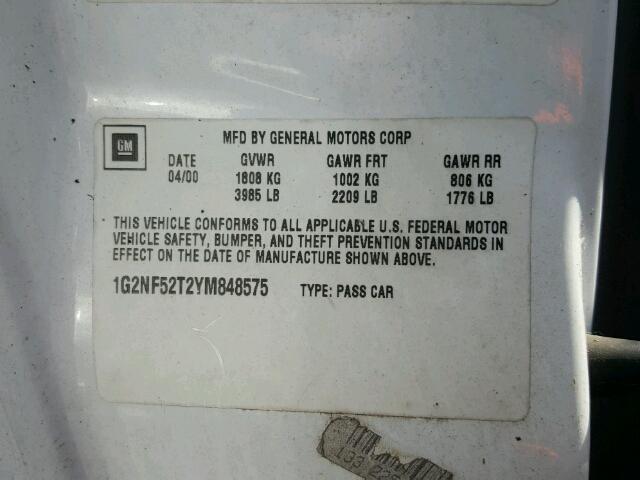 GM
MFD BY GENERAL MOTORS CORP
DATE GVWR GAWR FRT GAWR RR
04/00 1808 KG 1002 KG 806 KG
3985 LB 2209 LB 1776 LB
THIS VEHICLE CONFORMS TO ALL APPLICABLE U.S. FEDERAL MOTOR
VEHICLE SAFETY, BUMPER, AND THEFT PREVENTION STANDARDS IN
EFFECT ON THE DATE OF MANUFACTURE SHOWN ABOVE.
1G2NF52T2YM848575 TYPE: PASS CAR